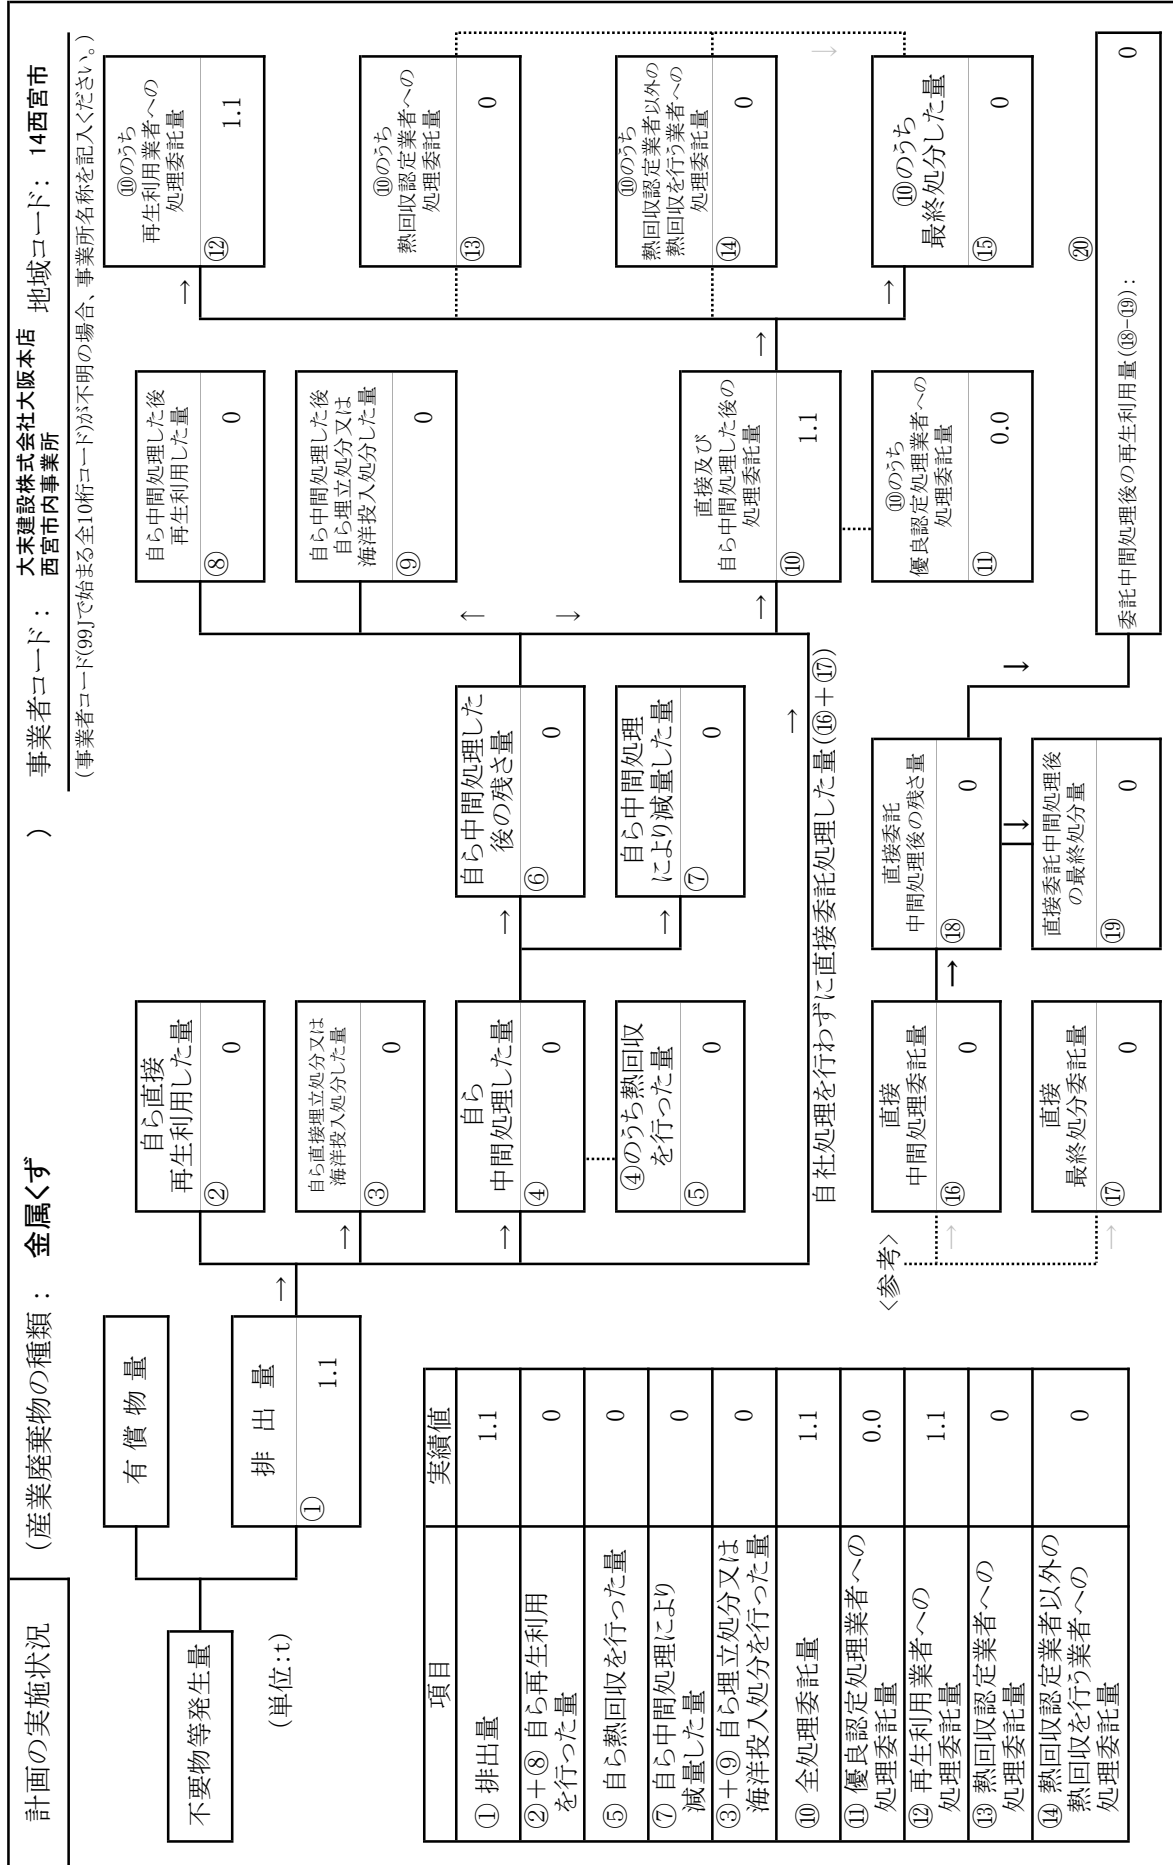 計画の実施状況
(産業廃棄物の種類： 金属くず )
事業者コード： 大末建設株式会社大阪本店
西宮市内事業所
地域コード： 14西宮市
(事業者コード(99Jで始まる全10桁コード)が不明の場合、事業所名称を記入ください。)
不要物等発生量
(単位:t)
有償物量
排出量
① 1.1
→
自ら直接
再生利用した量
② 0
→
自ら直接埋立処分又は
海洋投入処分した量
③ 0
→
自ら
中間処理した量
④ 0
④のうち熱回収
を行った量
⑤ 0
→
自ら中間処理した
後の残さ量
⑥ 0
→
自ら中間処理
により減量した量
⑦ 0
←
→
自ら中間処理した後
再生利用した量
⑧ 0
自ら中間処理した後
自ら埋立処分又は
海洋投入処分した量
⑨ 0
→
直接及び
自ら中間処理した後の
処理委託量
⑩ 1.1
⑩のうち
優良認定処理業者への
処理委託量
⑪ 0.0
→
→
⑩のうち
再生利用業者への
処理委託量
⑫ 1.1
⑩のうち
熱回収認定業者への
処理委託量
⑬ 0
⑩のうち
熱回収認定業者以外の
熱回収を行う業者への
処理委託量
⑭ 0
→
→
⑩のうち
最終処分した量
⑮ 0
自社処理を行わずに直接委託処理した量(⑯＋⑰)
→
<参考>
→
直接
中間処理委託量
⑯ 0
→
直接
最終処分委託量
⑰ 0
→
直接委託
中間処理後の残さ量
⑱ 0
→
直接委託中間処理後
の最終処分量
⑲ 0
→
⑳
委託中間処理後の再生利用量(⑱-⑲)： 0
項目 実績値
① 排出量 1.1
②＋⑧ 自ら再生利用
を行った量 0
⑤ 自ら熱回収を行った量 0
⑦ 自ら中間処理により
減量した量 0
③＋⑨ 自ら埋立処分又は
海洋投入処分を行った量 0
⑩ 全処理委託量 1.1
⑪ 優良認定処理業者への
処理委託量 0.0
⑫ 再生利用業者への
処理委託量 1.1
⑬ 熱回収認定業者への
処理委託量 0
⑭ 熱回収認定業者以外の
熱回収を行う業者への
処理委託量 0